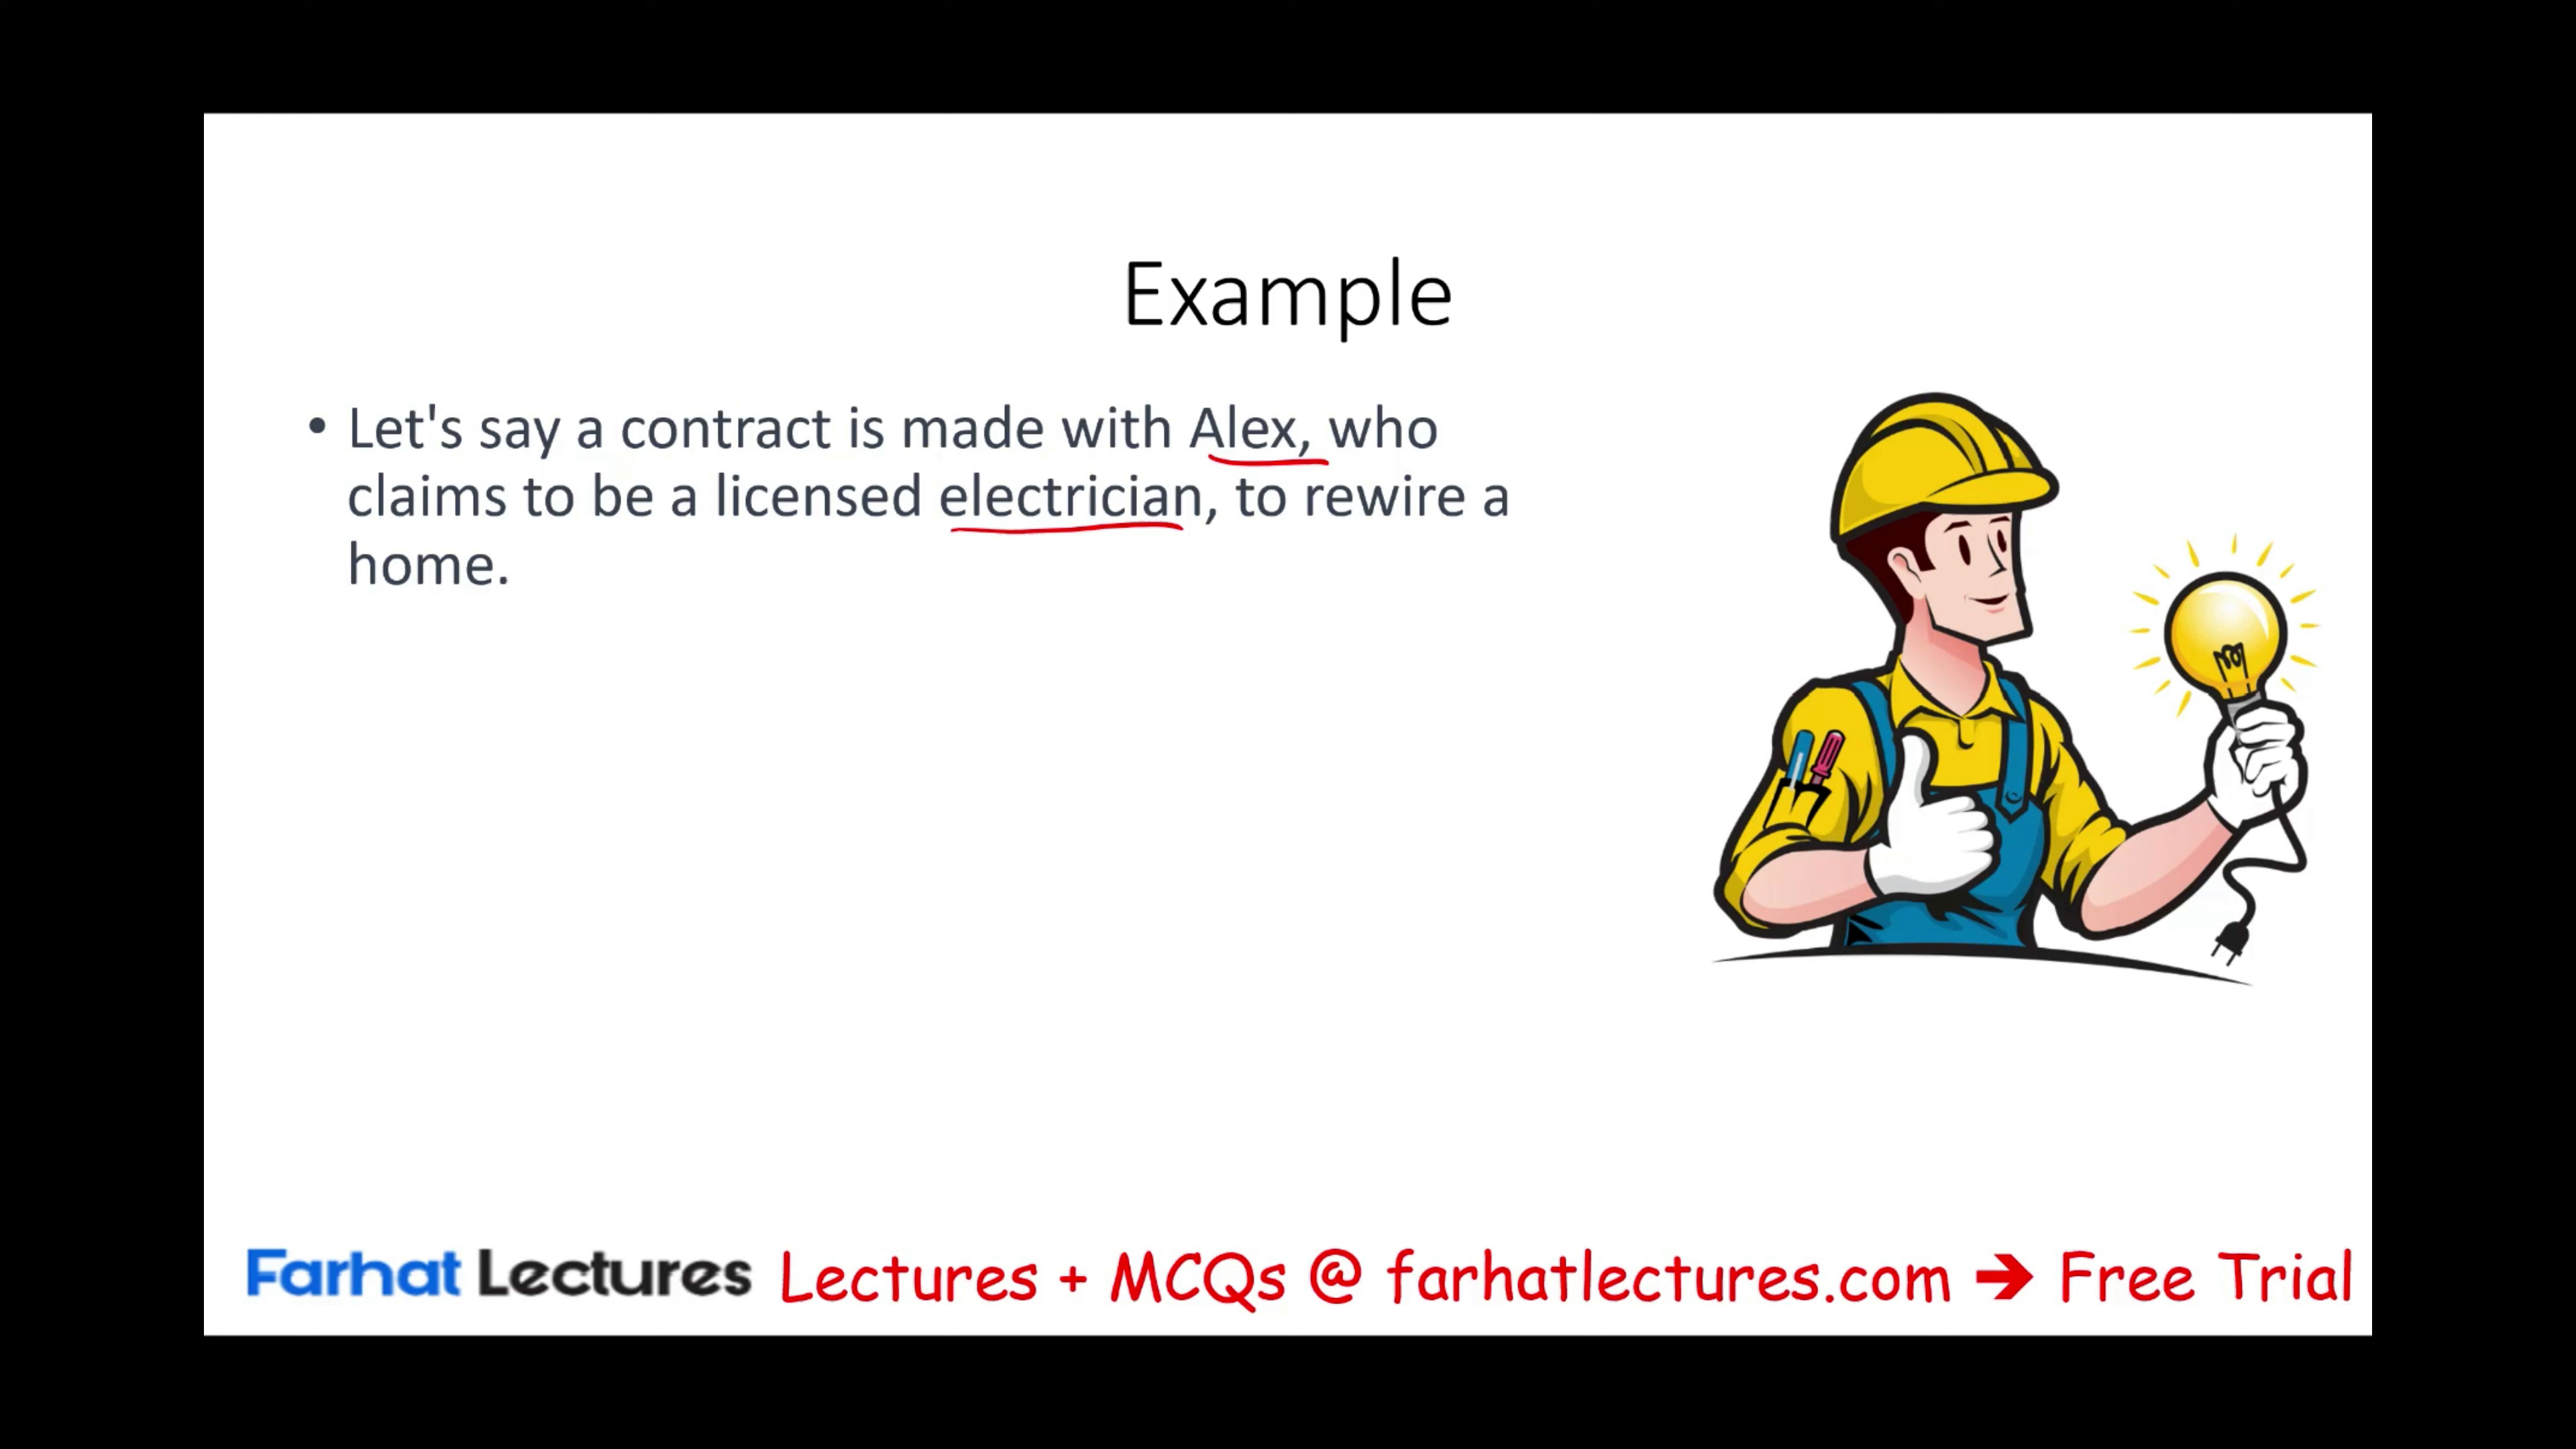 Example
• Let's say a contract is made with Alex, who
claims to be a licensed electrician, to rewire a
home.
Farhat Lectures Lectures + MCQs @ farhatlectures.com ➔ Free Trial